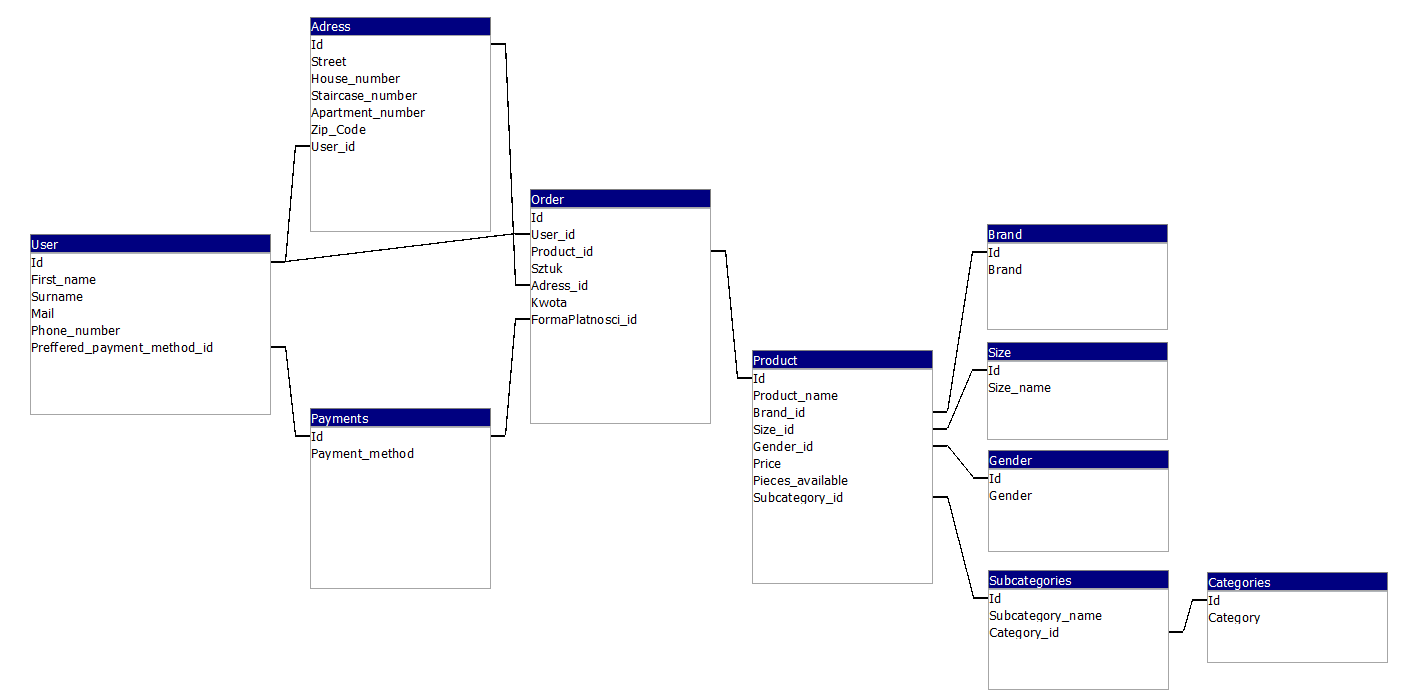 Adress
Id
Street
House_number
Staircase_number
Apartment_number
Zip_Code
User_id
User
Id
First_name
Surname
Mail
Phone_number
Preffered_payment_method_id
Payments
Id
Payment_method
Order
Id
User_id
Product_id
Sztuk
Adress_id
Kwota
FormaPlatnosci_id
Product
Id
Product_name
Brand_id
Size_id
Gender_id
Price
Pieces_available
Subcategory_id
Brand
Id
Brand
Size
Id
Size_name
Gender
Id
Gender
Subcategories
Id
Subcategory_name
Category_id
Categories
Id
Category